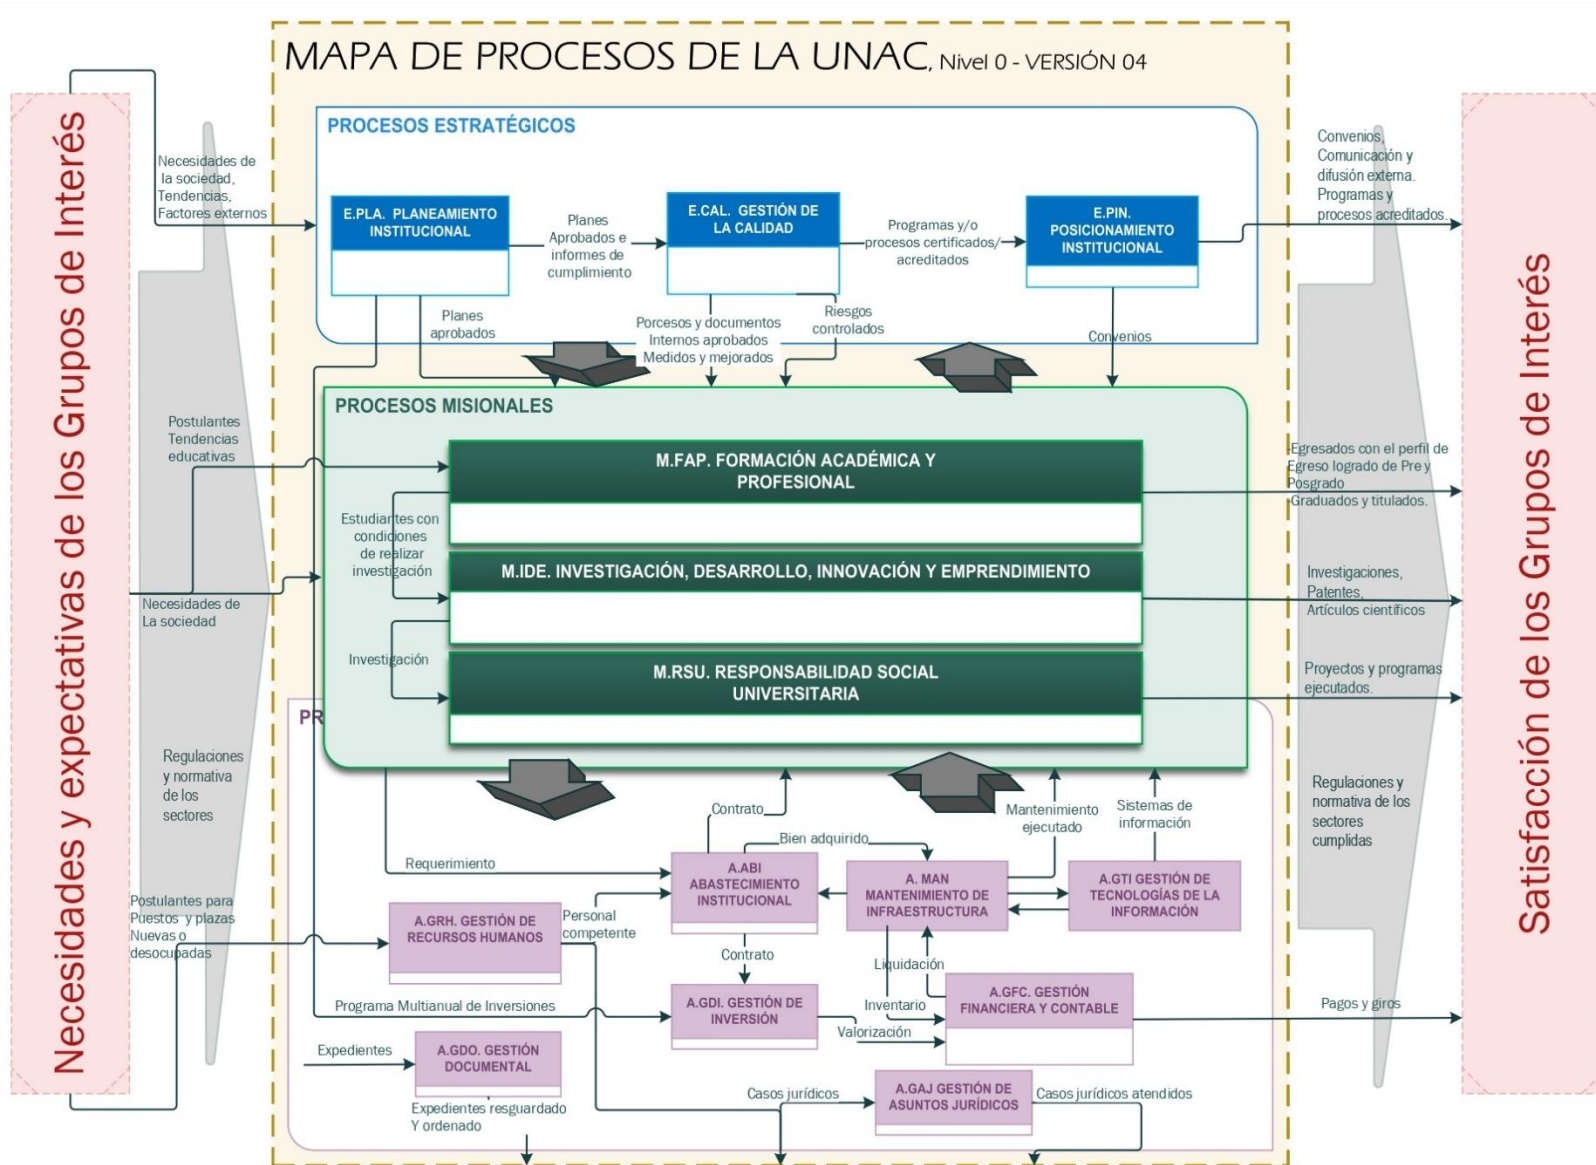 MAPA DE PROCESOS DE LA UNAC, Nivel 0 - VERSIÓN 04
Necesidades y expectativas de los Grupos de Interés
Satisfacción de los Grupos de Interés
PROCESOS ESTRATÉGICOS
Necesidades de
la sociedad,
Tendencias,
Factores externos
E.PLA. PLANEAMIENTO
INSTITUCIONAL
Planes
Aprobados e
informes de
cumplimiento
E.CAL. GESTIÓN DE
LA CALIDAD
Programas y/o
procesos certificados/
acreditados
E.PIN.
POSICIONAMIENTO
INSTITUCIONAL
Convenios,
Comunicación y
difusión externa.
Programas y
procesos acreditados.
Planes
aprobados
Porcesos y documentos
Internos aprobados
Medidos y mejorados
Riesgos
controlados
Convenios
PROCESOS MISIONALES
Postulantes
Tendencias
educativas
M.FAP. FORMACIÓN ACADÉMICA Y
PROFESIONAL
-Egresados con el perfil de
Egreso logrado de Pre y
Posgrado
-Graduados y titulados.
Estudiantes con
condiciones
de realizar
investigación
M.IDE. INVESTIGACIÓN, DESARROLLO, INNOVACIÓN Y EMPRENDIMIENTO
Investigaciones,
Patentes,
Artículos científicos
Necesidades de
La sociedad
Investigación
M.RSU. RESPONSABILIDAD SOCIAL
UNIVERSITARIA
Proyectos y programas
ejecutados.
PR
Regulaciones
y normativa
de los
sectores
Regulaciones y
normativa de los
sectores
cumplidas
Contrato
Mantenimiento
ejecutado
Sistemas de
información
Requerimiento
Bien adquirido
A.ABI
ABASTECIMIENTO
INSTITUCIONAL
A. MAN
MANTENIMIENTO DE
INFRAESTRUCTURA
A.GTI GESTIÓN DE
TECNOLOGÍAS DE LA
INFORMACIÓN
Postulantes para
Puestos y plazas
Nuevas o
desocupadas
A.GRH. GESTIÓN DE
RECURSOS HUMANOS
Personal
competente
Contrato
Liquidación
Programa Multianual de Inversiones
A.GDI. GESTIÓN DE
INVERSIÓN
Inventario
Valorización
A.GFC. GESTIÓN
FINANCIERA Y CONTABLE
Pagos y giros
Expedientes
A.GDO. GESTIÓN
DOCUMENTAL
Expedientes resguardado
Y ordenado
Casos jurídicos
A.GAJ GESTIÓN DE
ASUNTOS JURÍDICOS
Casos jurídicos atendidos